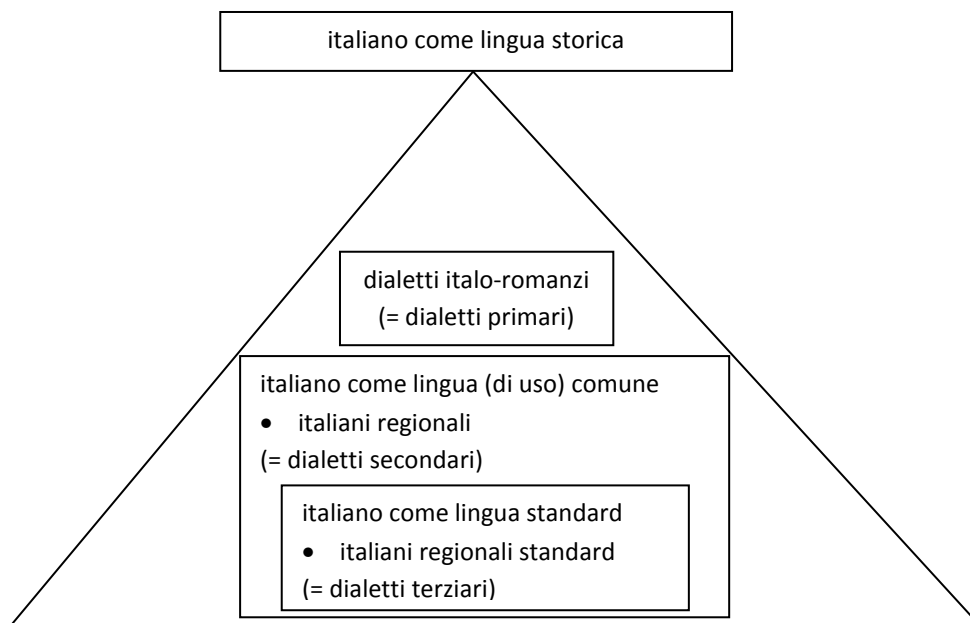 italiano come lingua storica
dialetti italo-romanzi
(= dialetti primari)
italiano come lingua (di uso) comune
• italiani regionali
(= dialetti secondari)
italiano come lingua standard
• italiani regionali standard
(= dialetti terziari)